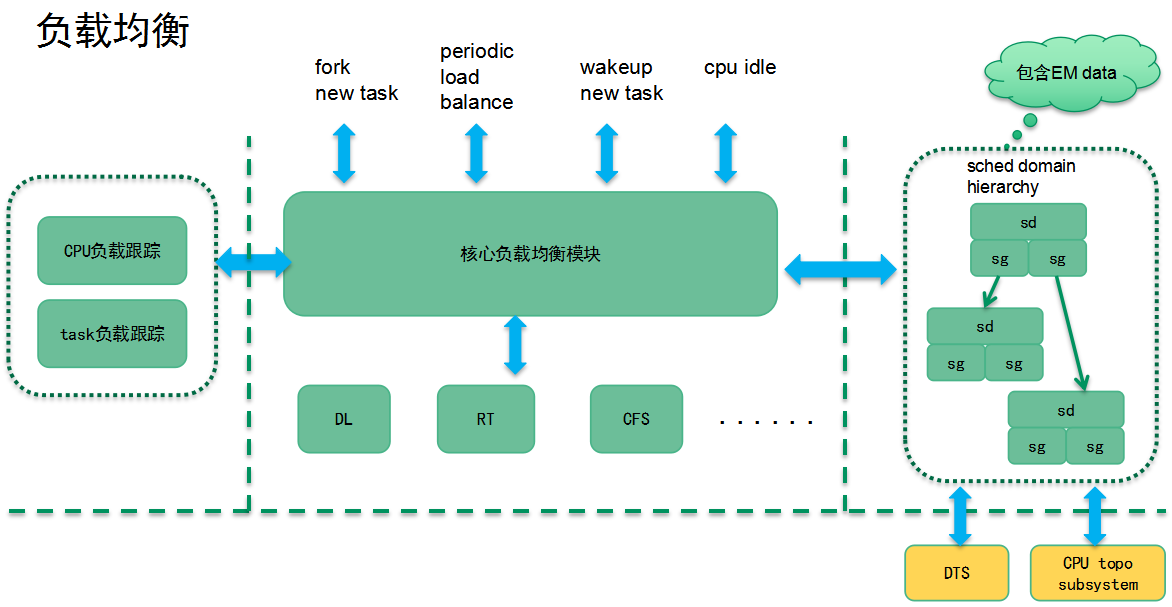 负载均衡
fork
new task
periodic
load
balance
wakeup
new task
cpu idle
包含EM data
CPU负载跟踪
task负载跟踪
核心负载均衡模块
DL
RT
CFS
. . . . . .
sched domain
hierarchy
sd
sg
sg
sd
sg
sg
sd
sg
sg
DTS
CPU topo
subsystem